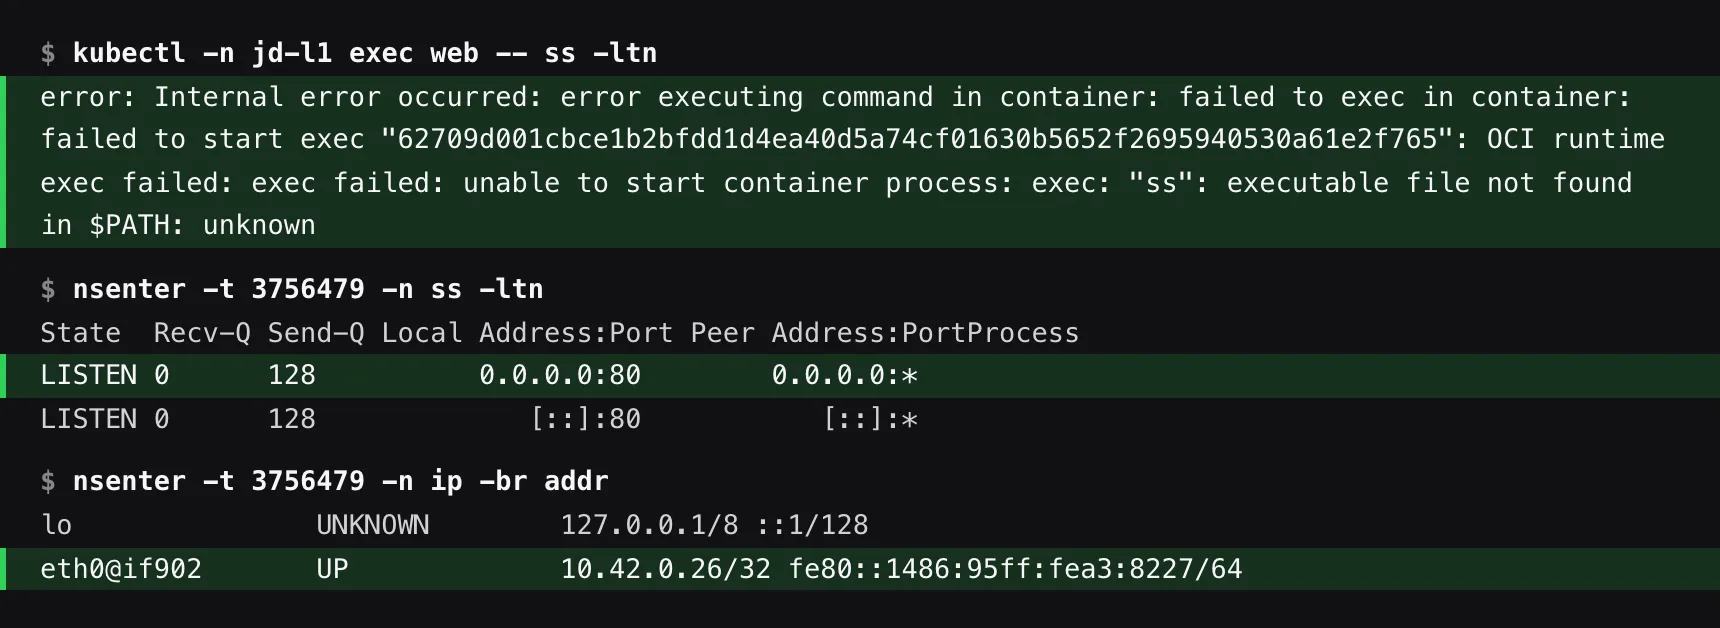 $ kubectl -n jd-l1 exec web -- ss -ltn
error: Internal error occurred: error executing command in container: failed to exec in container:
failed to start exec "62709d001cbce1b2bfdd1d4ea40d5a74cf01630b5652f2695940530a61e2f765": OCI runtime
exec failed: exec failed: unable to start container process: exec: "ss": executable file not found
in $PATH: unknown
$ nsenter -t 3756479 -n ss -ltn
State  Recv-Q Send-Q Local Address:Port Peer Address:PortProcess
LISTEN 0      128          0.0.0.0:80        0.0.0.0:*
LISTEN 0      128             [::]:80           [::]:*
$ nsenter -t 3756479 -n ip -br addr
lo               UNKNOWN        127.0.0.1/8 ::1/128
eth0@if902       UP             10.42.0.26/32 fe80::1486:95ff:fea3:8227/64